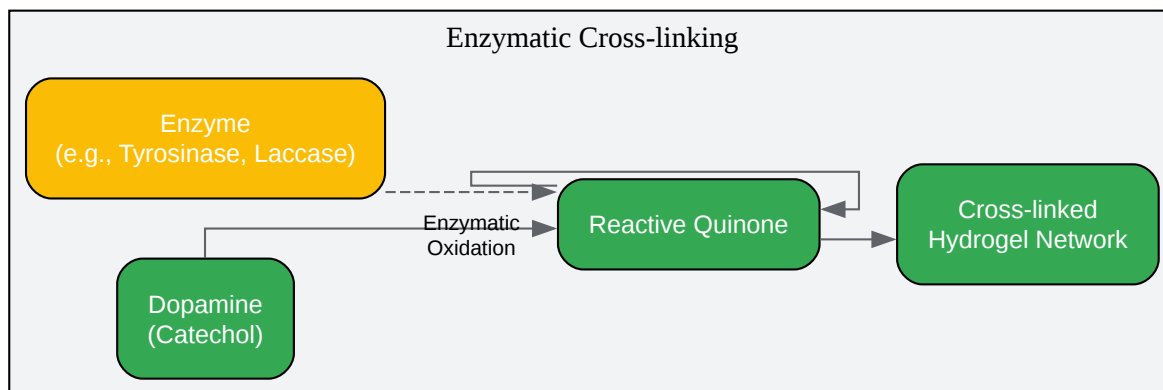 Enzymatic Cross-linking
Enzyme
(e.g., Tyrosinase, Laccase)
Enzymatic
Oxidation
Reactive Quinone
Cross-linked
Hydrogel Network
Dopamine
(Catechol)